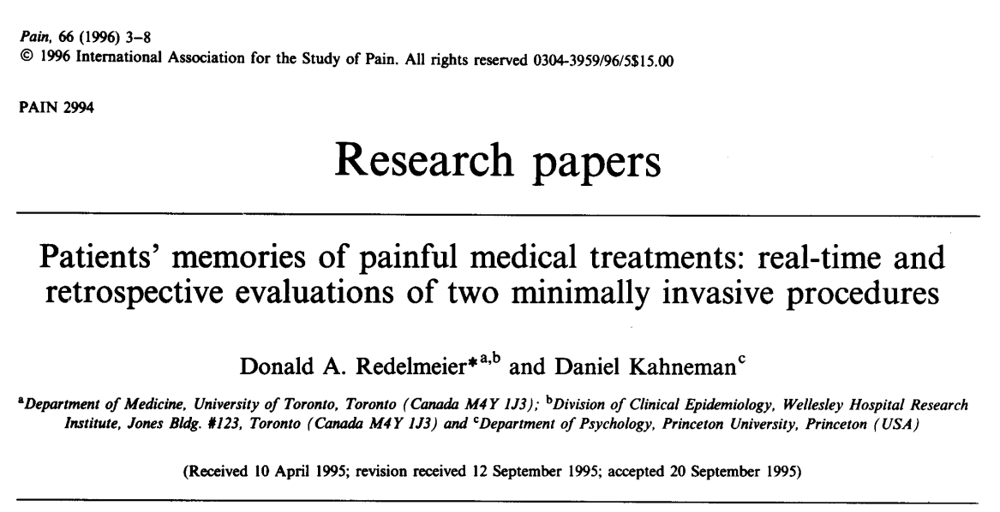 Pain, 66 (1996) 3–8
© 1996 International Association for the Study of Pain. All rights reserved 0304-3959/96/5$15.00
PAIN 2994
Research papers
Patients' memories of painful medical treatments: real-time and
retrospective evaluations of two minimally invasive procedures
Donald A. Redelmeier*a,b and Daniel Kahnemanc
aDepartment of Medicine, University of Toronto, Toronto (Canada M4Y 1J3); bDivision of Clinical Epidemiology, Wellesley Hospital Research
Institute, Jones Bldg. #123, Toronto (Canada M4Y 1J3) and cDepartment of Psychology, Princeton University, Princeton (USA)
(Received 10 April 1995; revision received 12 September 1995; accepted 20 September 1995)